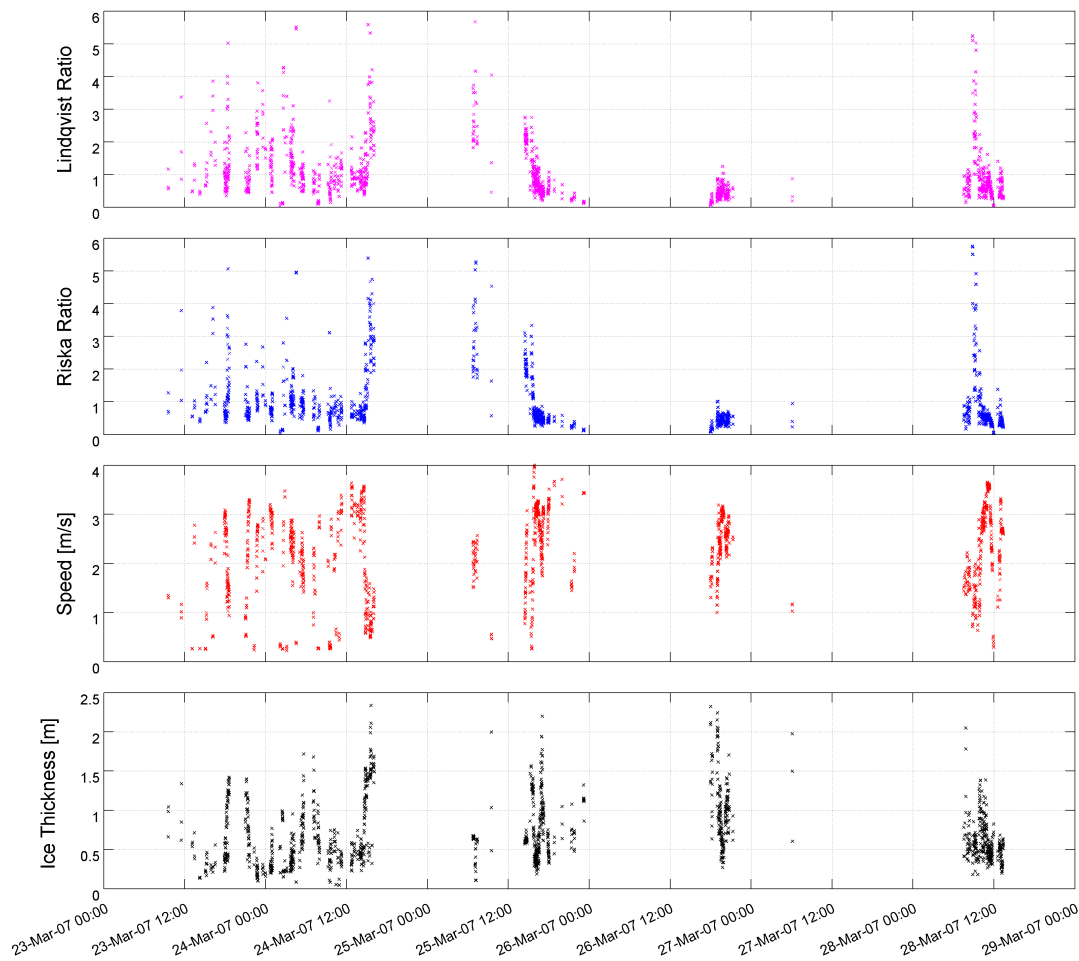 6
5
4
3
2
1
0
Lindqvist Ratio
6
5
4
3
2
1
0
Riska Ratio
4
3
2
1
0
Speed [m/s]
2.5
2
1.5
1
0.5
0
Ice Thickness [m]
23-Mar-07 00:00
23-Mar-07 12:00
24-Mar-07 00:00
24-Mar-07 12:00
25-Mar-07 00:00
25-Mar-07 12:00
26-Mar-07 00:00
26-Mar-07 12:00
27-Mar-07 00:00
27-Mar-07 12:00
28-Mar-07 00:00
28-Mar-07 12:00
29-Mar-07 00:00